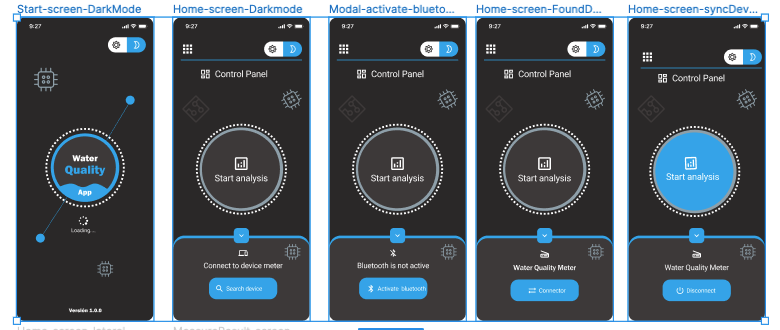 Start-screen-DarkMode
Home-screen-Darkmode
Modal-activate-blueto...
Home-screen-FoundD...
Home-screen-syncDev...
9:27
Water
Quality
App
Loading...
Versión 1.0.0
9:27
Control Panel
Start analysis
Connect to device meter
Search device
9:27
Control Panel
Start analysis
Bluetooth is not active
Activate bluetooth
9:27
Control Panel
Start analysis
Water Quality Meter
Connector
9:27
Control Panel
Start analysis
Water Quality Meter
Disconnect